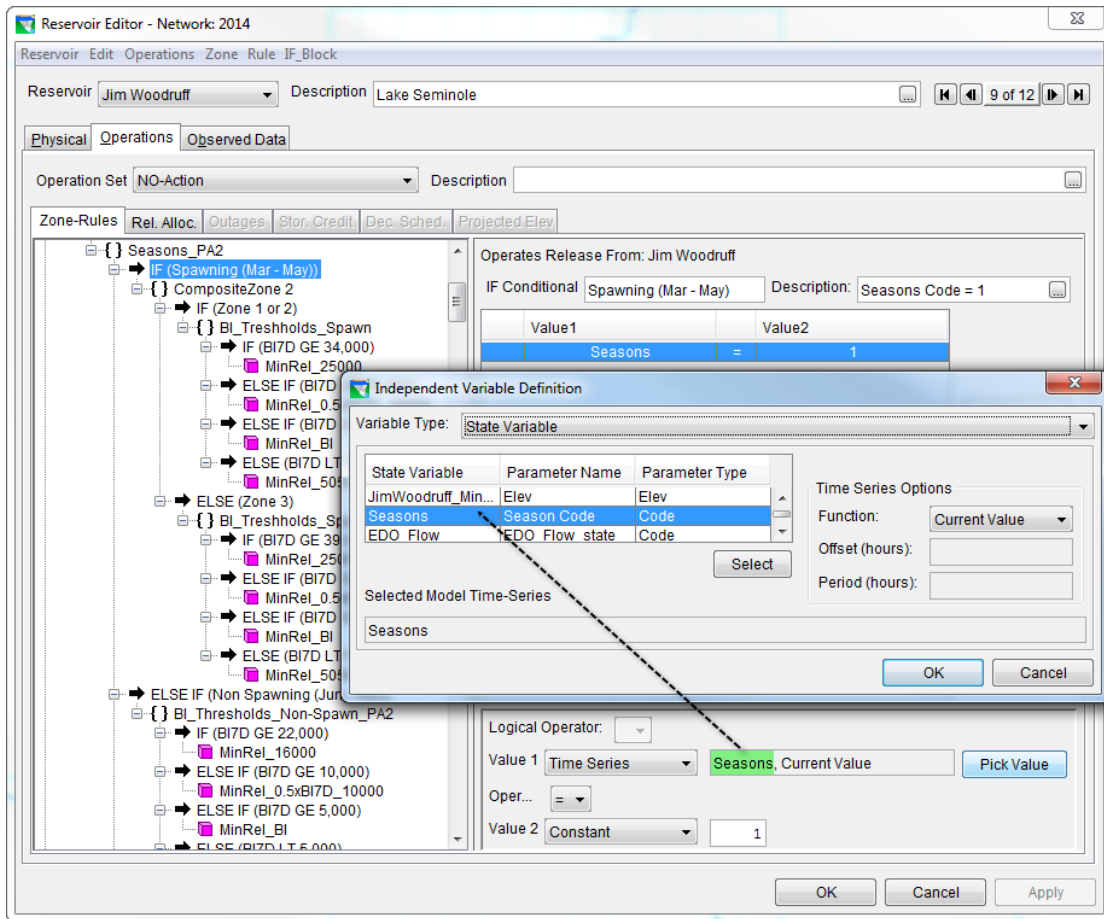 Reservoir Editor - Network: 2014
Reservoir Edit Operations Zone Rule IF_Block
Reservoir Jim Woodruff Description Lake Seminole ... 9 of 12
Physical Operations Observed Data
Operation Set NO-Action Description ...
Zone-Rules Rel. Alloc. Outages Stor. Credit Dec. Sched. Projected Elev
{ } Seasons_PA2
IF (Spawning (Mar - May))
{ } CompositeZone 2
IF (Zone 1 or 2)
{ } BI_Treshholds_Spawn
IF (BI7D GE 34,000)
MinRel_25000
ELSE IF (BI7D
MinRel_0.5
ELSE IF (BI7D
MinRel_BI
ELSE (BI7D LT
MinRel_505
ELSE (Zone 3)
{ } BI_Treshholds_Sp
IF (BI7D GE 39
MinRel_250
ELSE IF (BI7D
MinRel_0.5
ELSE IF (BI7D
MinRel_BI
ELSE (BI7D LT
MinRel_505
ELSE IF (Non Spawning (Jun
{ } BI_Thresholds_Non-Spawn_PA2
IF (BI7D GE 22,000)
MinRel_16000
ELSE IF (BI7D GE 10,000)
MinRel_0.5xBI7D_10000
ELSE IF (BI7D GE 5,000)
MinRel_BI
ELSE (BI7D LT 5,000)
Operates Release From: Jim Woodruff
IF Conditional Spawning (Mar - May) Description: Seasons Code = 1 ...
Value1 Value2
Seasons = 1
Independent Variable Definition
Variable Type: State Variable
State Variable Parameter Name Parameter Type
JimWoodruff_Min... Elev Elev
Seasons Season Code Code
EDO_Flow EDO_Flow_state Code
Select
Selected Model Time-Series
Seasons
Time Series Options
Function: Current Value
Offset (hours):
Period (hours):
OK Cancel
Logical Operator:
Value 1 Time Series Seasons, Current Value Pick Value
Oper... =
Value 2 Constant 1
OK Cancel Apply